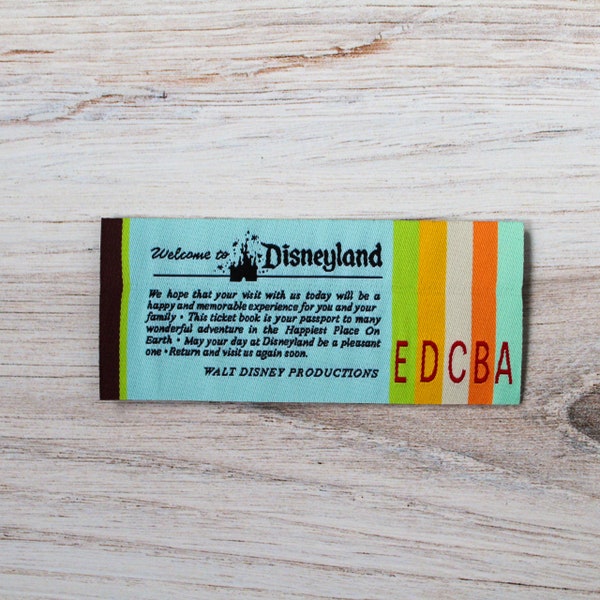 Welcome to Disneyland
We hope that your visit with us today will be a
happy and memorable experience for you and your
family • This ticket book is your passport to many
wonderful adventure in the Happiest Place On
Earth • May your day at Disneyland be a pleasant
one • Return and visit us again soon.
WALT DISNEY PRODUCTIONS
E D C B A